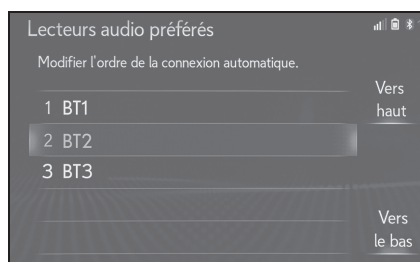 Lecteurs audio préférés
Modifier l'ordre de la connexion automatique.
Vers
haut
1 BT1
2 BT2
3 BT3
Vers
le bas